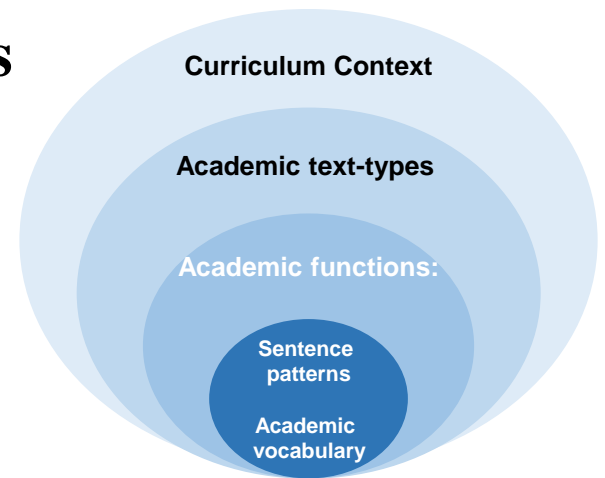 s
Curriculum Context
Academic text-types
Academic functions:
Sentence
patterns
Academic
vocabulary